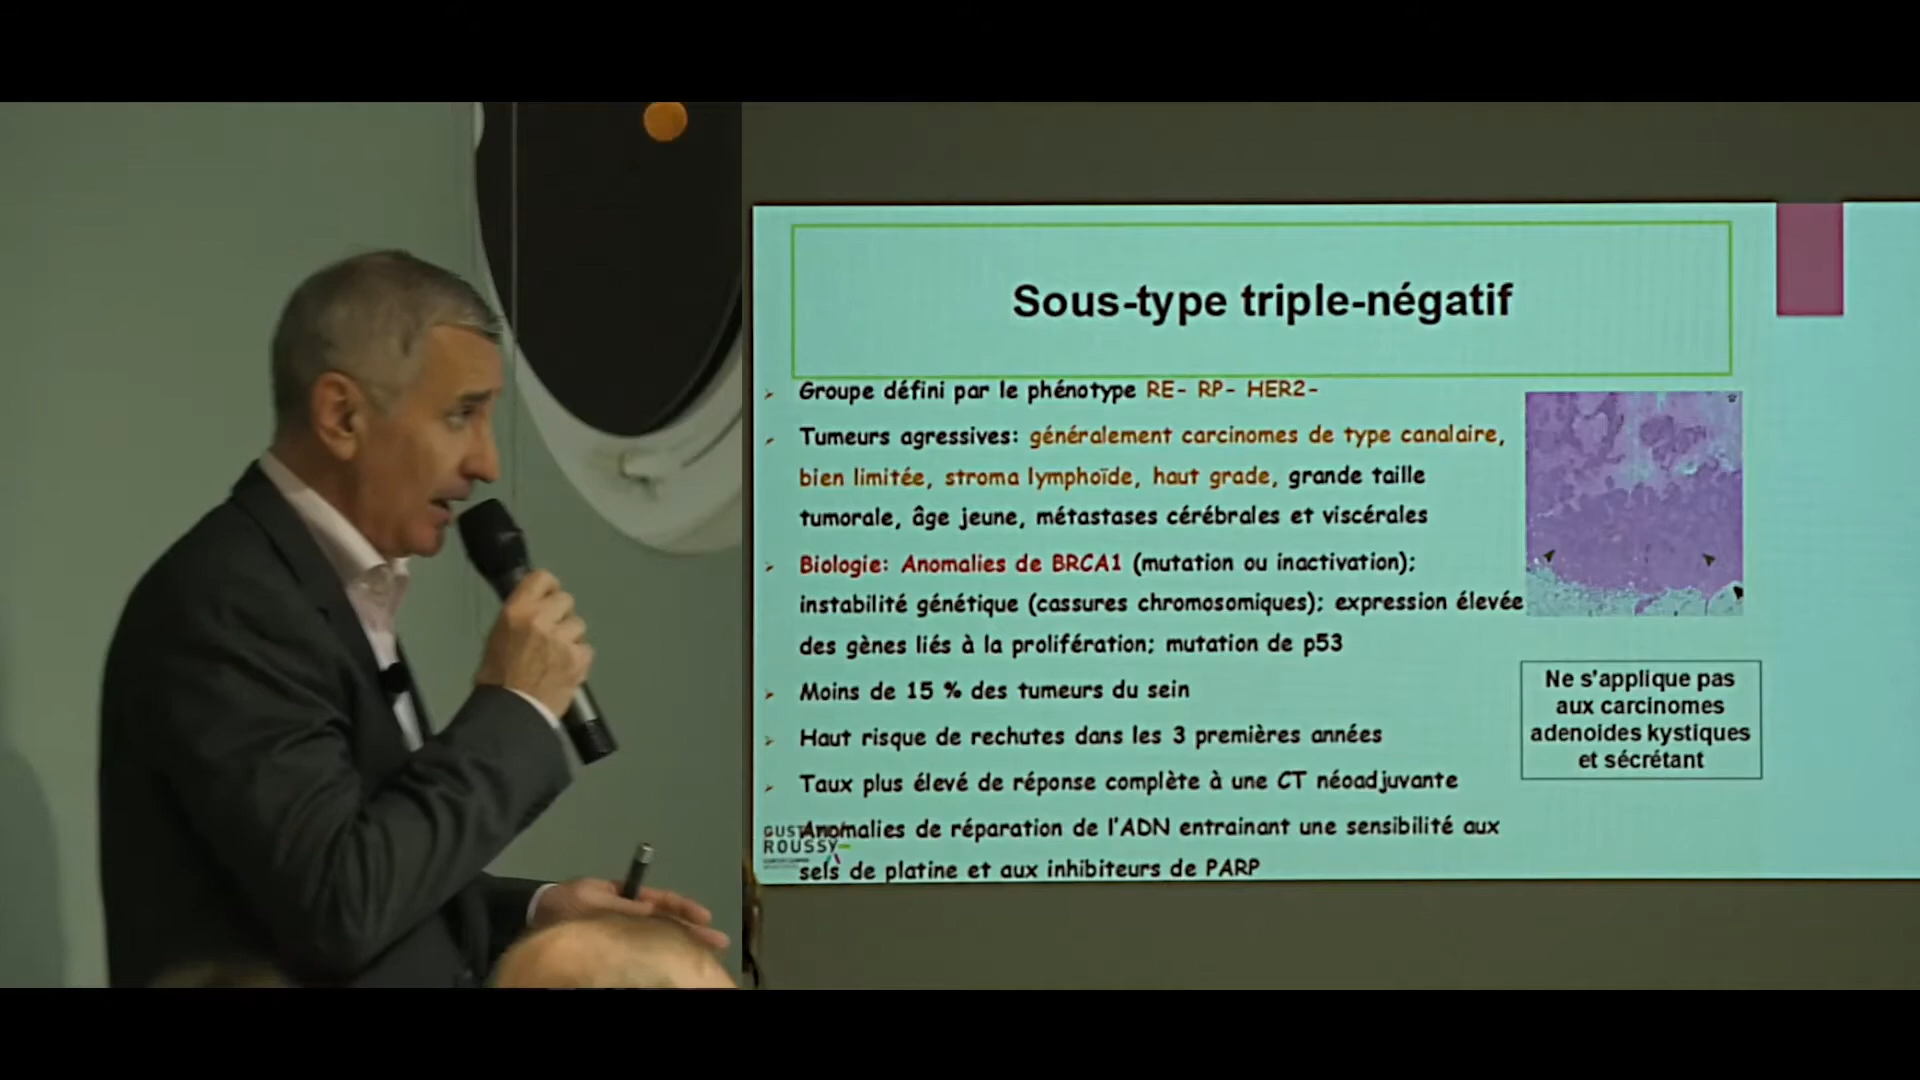 Sous-type triple-négatif
Groupe défini par le phénotype RE- RP- HER2-
Tumeurs agressives: généralement carcinomes de type canalaire,
bien limitée, stroma lymphoïde, haut grade, grande taille
tumorale, âge jeune, métastases cérébrales et viscérales
Biologie: Anomalies de BRCA1 (mutation ou inactivation);
instabilité génétique (cassures chromosomiques); expression élevée
des gènes liés à la prolifération; mutation de p53
Moins de 15 % des tumeurs du sein
Haut risque de rechutes dans les 3 premières années
Taux plus élevé de réponse complète à une CT néoadjuvante
Anomalies de réparation de l'ADN entrainant une sensibilité aux
sels de platine et aux inhibiteurs de PARP
Ne s'applique pas
aux carcinomes
adenoides kystiques
et sécrétant
ROUSSY